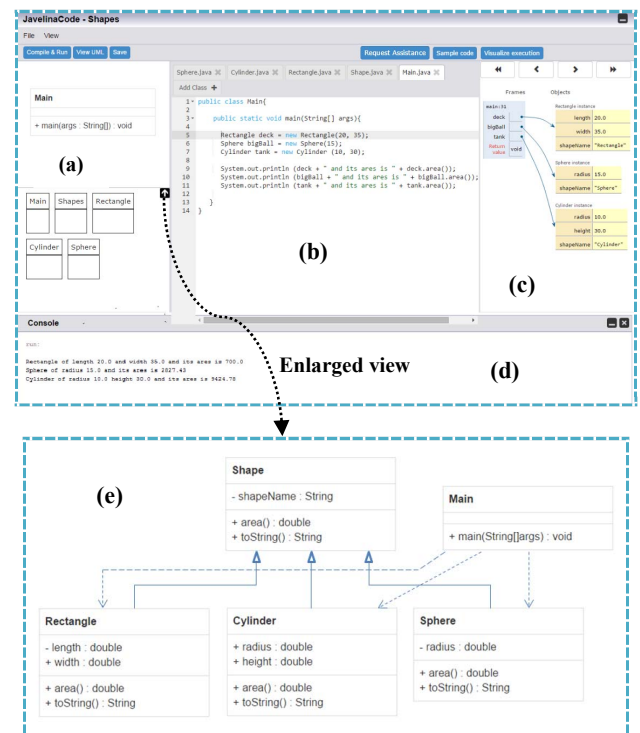 JavelinaCode - Shapes
File View
Compile & Run View UML Save Request Assistance Sample code Visualize execution
Main
+ main(args : String[]) : void
(a)
Main Shapes Rectangle
Cylinder Sphere
Sphere.java Cylinder.java Rectangle.java Shape.java Main.java
Add Class +
1 public class Main{
2
3 public static void main(String[] args){
4
5 Rectangle deck = new Rectangle(20, 35);
6 Sphere bigBall = new Sphere(15);
7 Cylinder tank = new Cylinder (10, 30);
8
9 System.out.println (deck + " and its ares is " + deck.area());
10 System.out.println (bigBall + " and its ares is " + bigBall.area());
11 System.out.println (tank + " and its ares is " + tank.area());
12
13 }
14 }
(b)
Frames Objects
main:31
deck
bigBall
tank
Return value void
Rectangle instance
length 20.0
width 35.0
shapeName "Rectangle"
Sphere instance
radius 15.0
shapeName "Sphere"
Cylinder instance
radius 10.0
height 30.0
shapeName "Cylinder"
(c)
Console
run:
Rectangle of length 20.0 and width 35.0 and its ares is 700.0
Sphere of radius 15.0 and its ares is 2827.43
Cylinder of radius 10.0 height 30.0 and its ares is 9424.78
Enlarged view
(d)
(e)
Shape
- shapeName : String
+ area() : double
+ toString() : String
Main
+ main(String[]args) : void
Rectangle
- length : double
+ width : double
+ area() : double
+ toString() : String
Cylinder
+ radius : double
+ height : double
+ area() : double
+ toString() : String
Sphere
- radius : double
+ area() : double
+ toString() : String